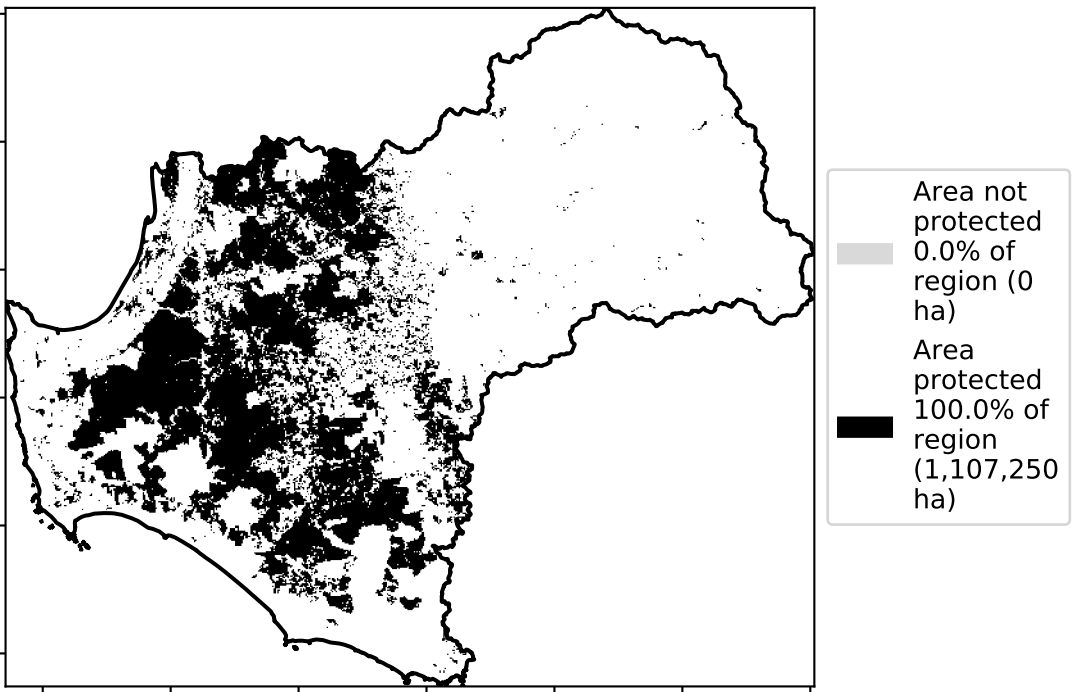 Area not
protected
0.0% of
region (0
ha)
Area
protected
100.0% of
region
(1,107,250
ha)